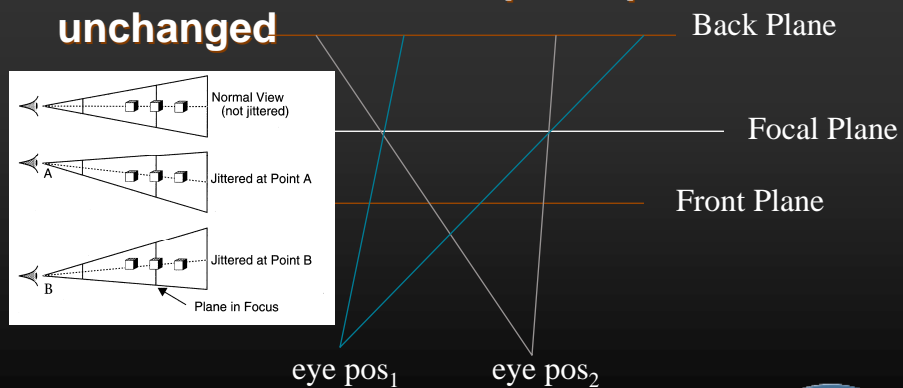 unchanged
Back Plane
Normal View
(not jittered)
Focal Plane
A
Jittered at Point A
Front Plane
Jittered at Point B
B
Plane in Focus
eye pos₁
eye pos₂